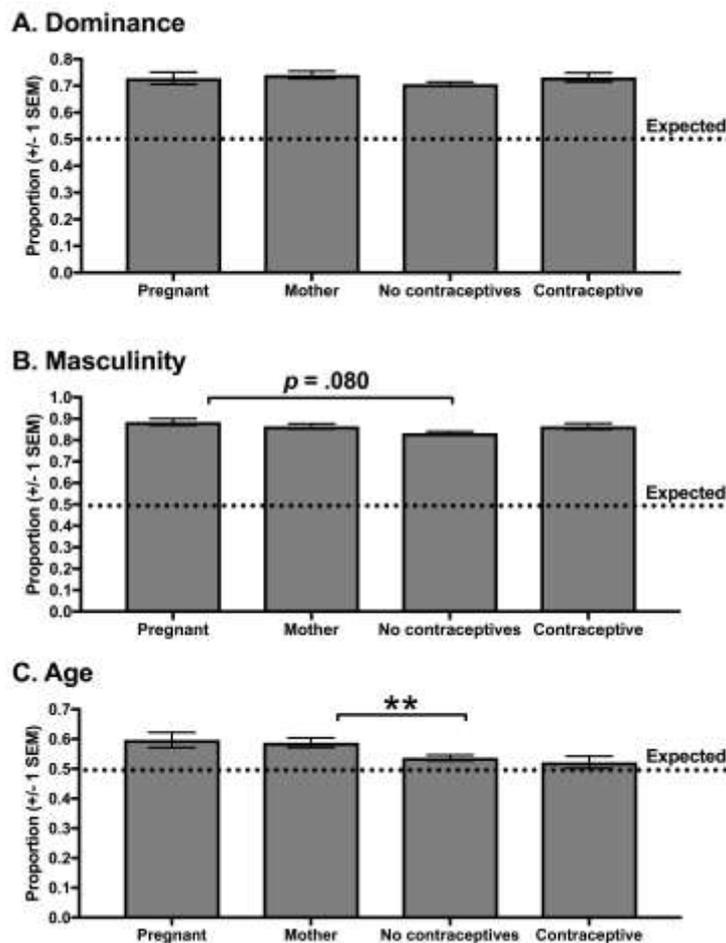 A. Dominance
Proportion (+/- 1 SEM)
0.8
0.7
0.6
0.5
0.4
0.3
0.2
0.1
0.0
Expected
Pregnant Mother No contraceptives Contraceptive
B. Masculinity
p = .080
Proportion (+/- 1 SEM)
1.0
0.9
0.8
0.7
0.6
0.5
0.4
0.3
0.2
0.1
0.0
Expected
Pregnant Mother No contraceptives Contraceptive
C. Age
**
Proportion (+/- 1 SEM)
0.7
0.6
0.5
0.4
0.3
0.2
0.1
0.0
Expected
Pregnant Mother No contraceptives Contraceptive